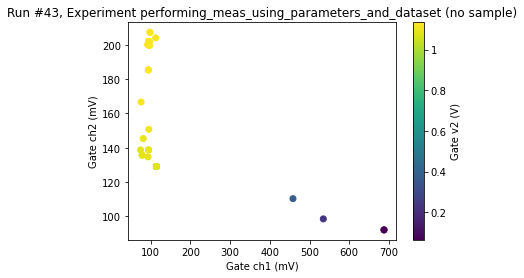 Run #43, Experiment performing_meas_using_parameters_and_dataset (no sample)
200
180
160
140
120
100
Gate ch2 (mV)
100 200 300 400 500 600 700
Gate ch1 (mV)
1
0.8
0.6
0.4
0.2
Gate v2 (V)